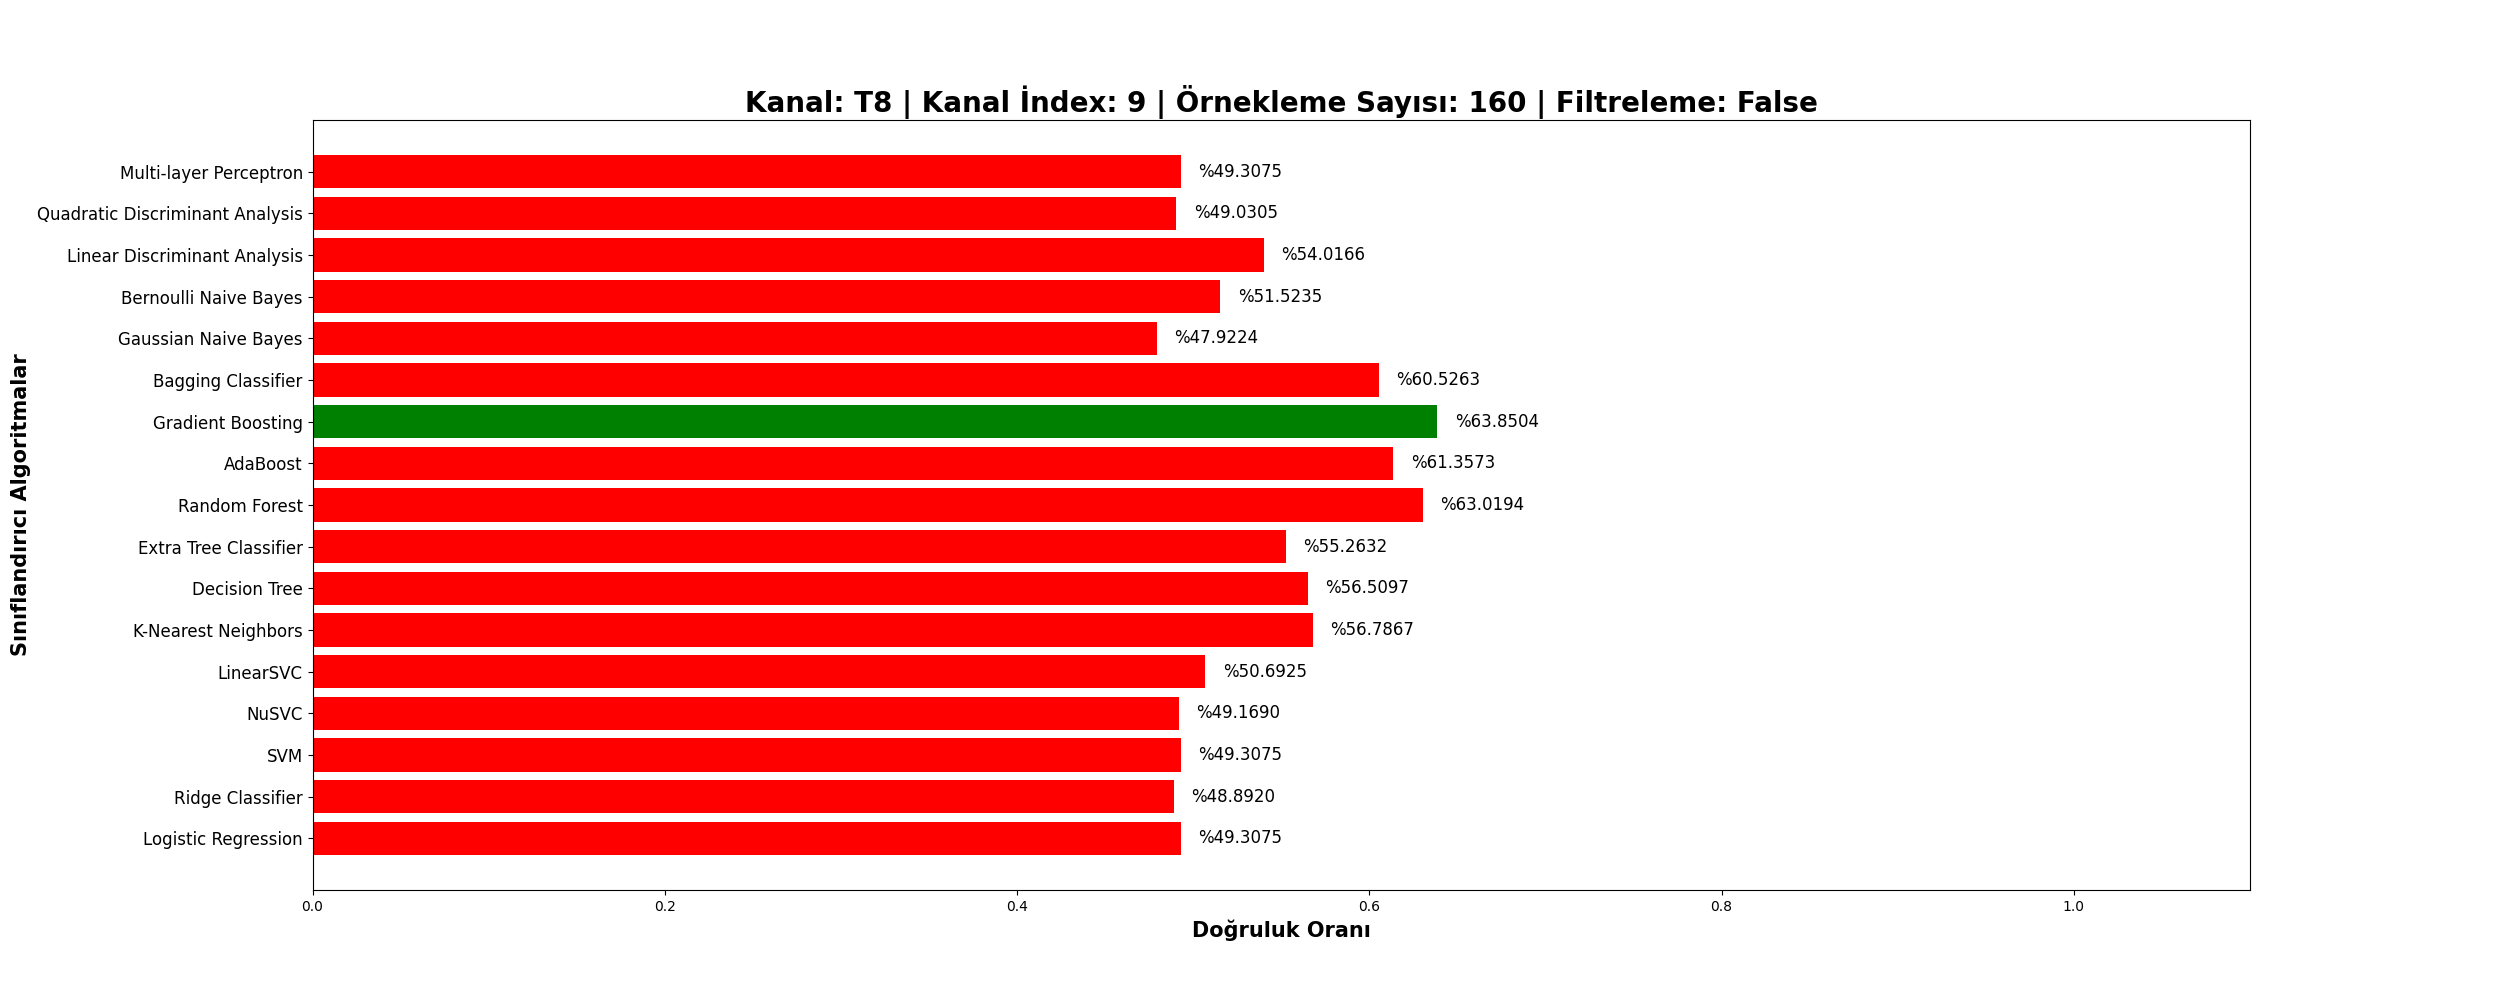 Kanal: T8 | Kanal İndex: 9 | Örnekleme Sayısı: 160 | Filtreleme: False
Sınıflandırıcı Algoritmalar
Multi-layer Perceptron %49.3075
Quadratic Discriminant Analysis %49.0305
Linear Discriminant Analysis %54.0166
Bernoulli Naive Bayes %51.5235
Gaussian Naive Bayes %47.9224
Bagging Classifier %60.5263
Gradient Boosting %63.8504
AdaBoost %61.3573
Random Forest %63.0194
Extra Tree Classifier %55.2632
Decision Tree %56.5097
K-Nearest Neighbors %56.7867
LinearSVC %50.6925
NuSVC %49.1690
SVM %49.3075
Ridge Classifier %48.8920
Logistic Regression %49.3075
0.0 0.2 0.4 0.6 0.8 1.0
Doğruluk Oranı